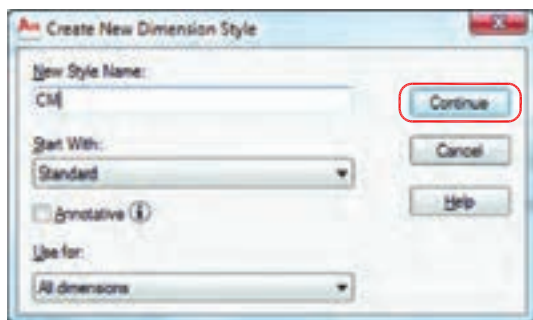 Create New Dimension Style
New Style Name:
CM
Continue
Start With:
Cancel
Standard
Help
Annotative
Use for:
All dimensions